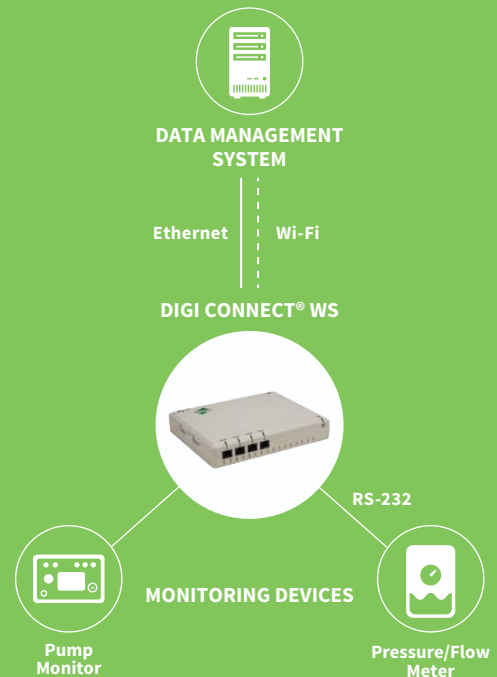 DATA MANAGEMENT
SYSTEM
Ethernet
Wi-Fi
DIGI CONNECT® WS
RS-232
MONITORING DEVICES
Pump
Monitor
Pressure/Flow
Meter